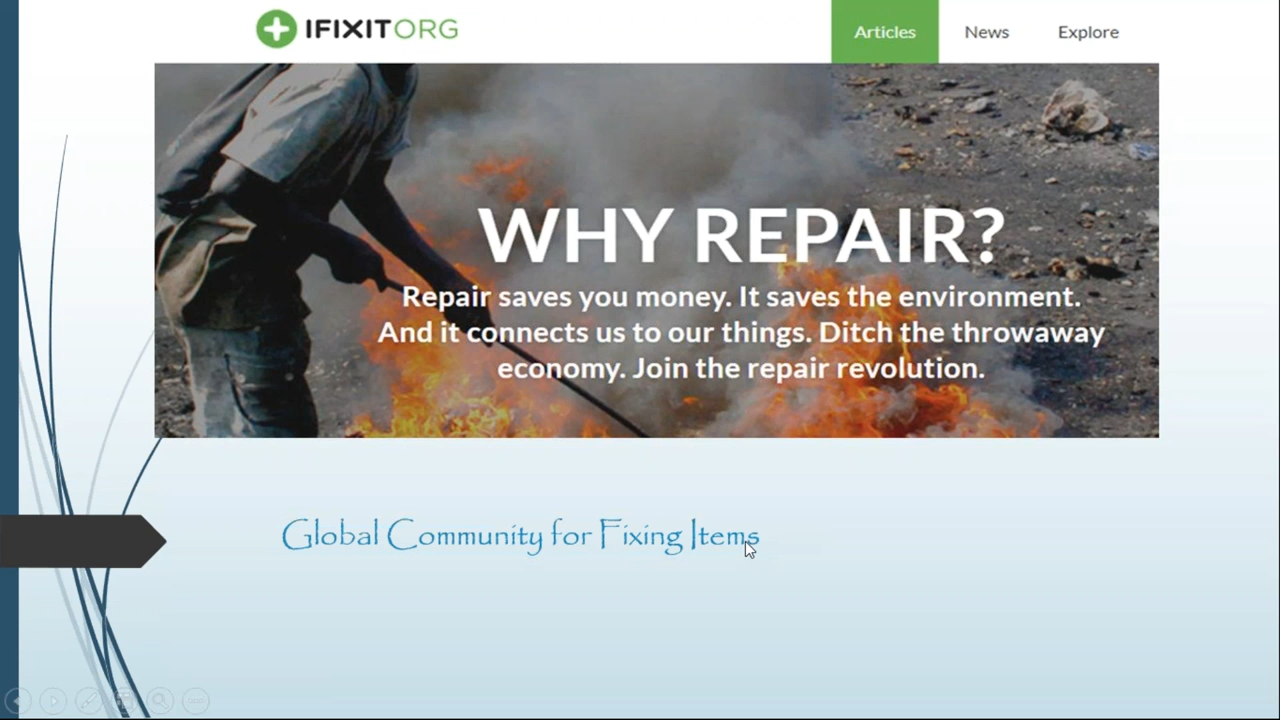 IFIXITORG
Articles News Explore
WHY REPAIR?
Repair saves you money. It saves the environment.
And it connects us to our things. Ditch the throwaway
economy. Join the repair revolution.
Global Community for Fixing Items